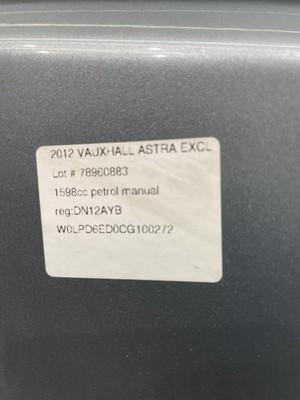 2012 VAUXHALL ASTRA EXCL
Lot # 78960883
1598cc petrol manual
reg:DN12AYB
W0LPD6ED0CG100272